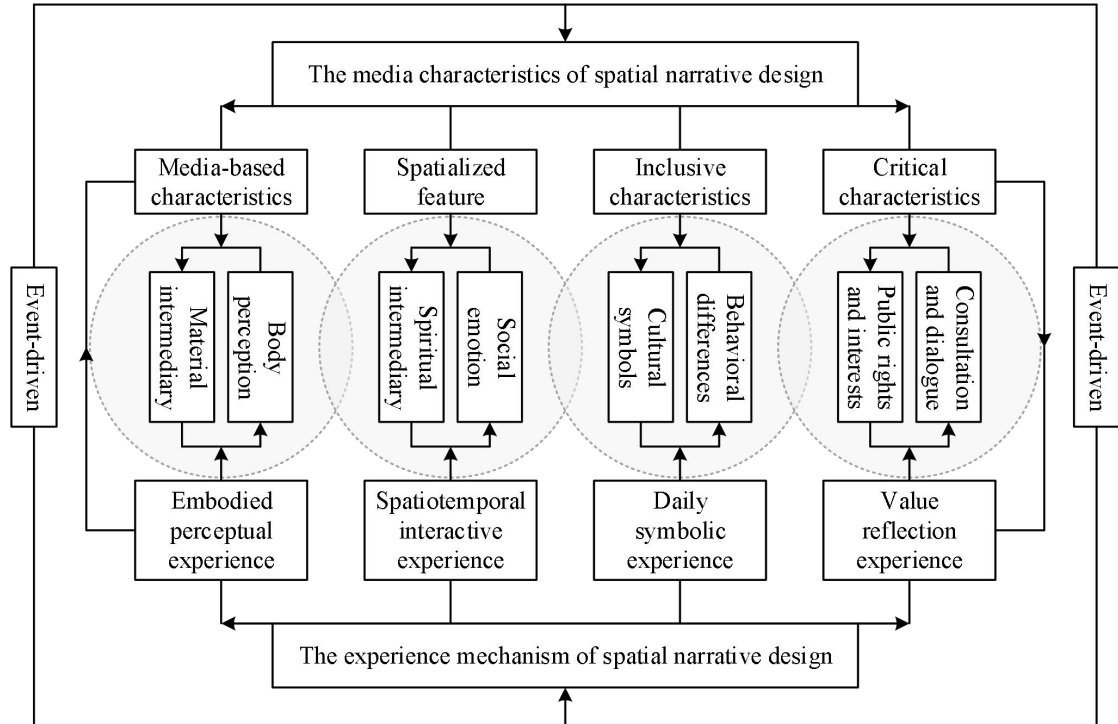 The media characteristics of spatial narrative design
Media-based
characteristics
Spatialized
feature
Inclusive
characteristics
Critical
characteristics
Event-driven
Material
intermediary
Body
perception
Spiritual
intermediary
Social
emotion
Cultural
symbols
Behavioral
differences
Public rights
and interests
Consultation
and dialogue
Event-driven
Embodied
perceptual
experience
Spatiotemporal
interactive
experience
Daily
symbolic
experience
Value
reflection
experience
The experience mechanism of spatial narrative design